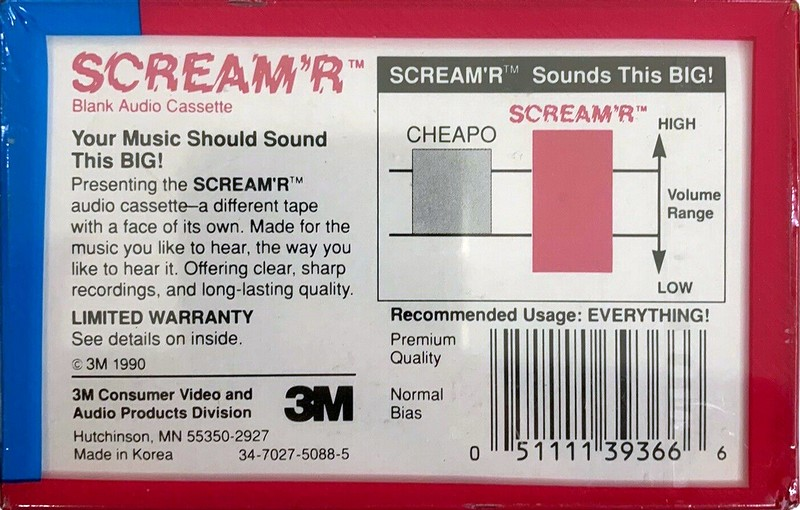 SCREAM'R™
Blank Audio Cassette
Your Music Should Sound
This BIG!
Presenting the SCREAM'R™
audio cassette—a different tape
with a face of its own. Made for the
music you like to hear, the way you
like to hear it. Offering clear, sharp
recordings, and long-lasting quality.
LIMITED WARRANTY
See details on inside.
© 3M 1990
3M Consumer Video and
Audio Products Division
3M
Hutchinson, MN 55350-2927
Made in Korea 34-7027-5088-5
SCREAM'R™ Sounds This BIG!
SCREAM'R™
CHEAPO
HIGH
Volume
Range
LOW
Recommended Usage: EVERYTHING!
Premium
Quality
Normal
Bias
0 51111 39366 6